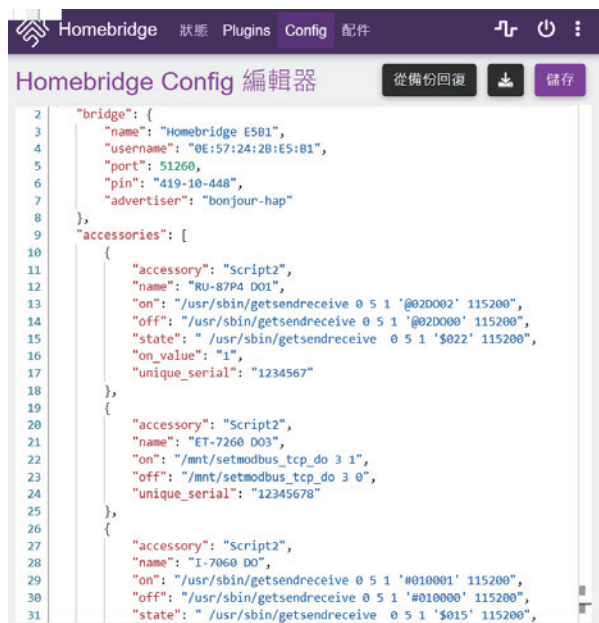 Homebridge 狀態 Plugins Config 配件
Homebridge Config 編輯器 從備份回復 儲存
2 "bridge": {
3 "name": "Homebridge E5B1",
4 "username": "0E:57:24:2B:E5:B1",
5 "port": 51260,
6 "pin": "419-10-448",
7 "advertiser": "bonjour-hap"
8 },
9 "accessories": [
10 {
11 "accessory": "Script2",
12 "name": "RU-87P4 DO1",
13 "on": "/usr/sbin/getsendreceive 0 5 1 '@02DO02' 115200",
14 "off": "/usr/sbin/getsendreceive 0 5 1 '@02DO00' 115200",
15 "state": " /usr/sbin/getsendreceive  0 5 1 '$022' 115200",
16 "on_value": "1",
17 "unique_serial": "1234567"
18 },
19 {
20 "accessory": "Script2",
21 "name": "ET-7260 DO3",
22 "on": "/mnt/setmodbus_tcp_do 3 1",
23 "off": "/mnt/setmodbus_tcp_do 3 0",
24 "unique_serial": "12345678"
25 },
26 {
27 "accessory": "Script2",
28 "name": "I-7060 DO",
29 "on": "/usr/sbin/getsendreceive 0 5 1 '#010001' 115200",
30 "off": "/usr/sbin/getsendreceive 0 5 1 '#010000' 115200",
31 "state": " /usr/sbin/getsendreceive  0 5 1 '$015' 115200",